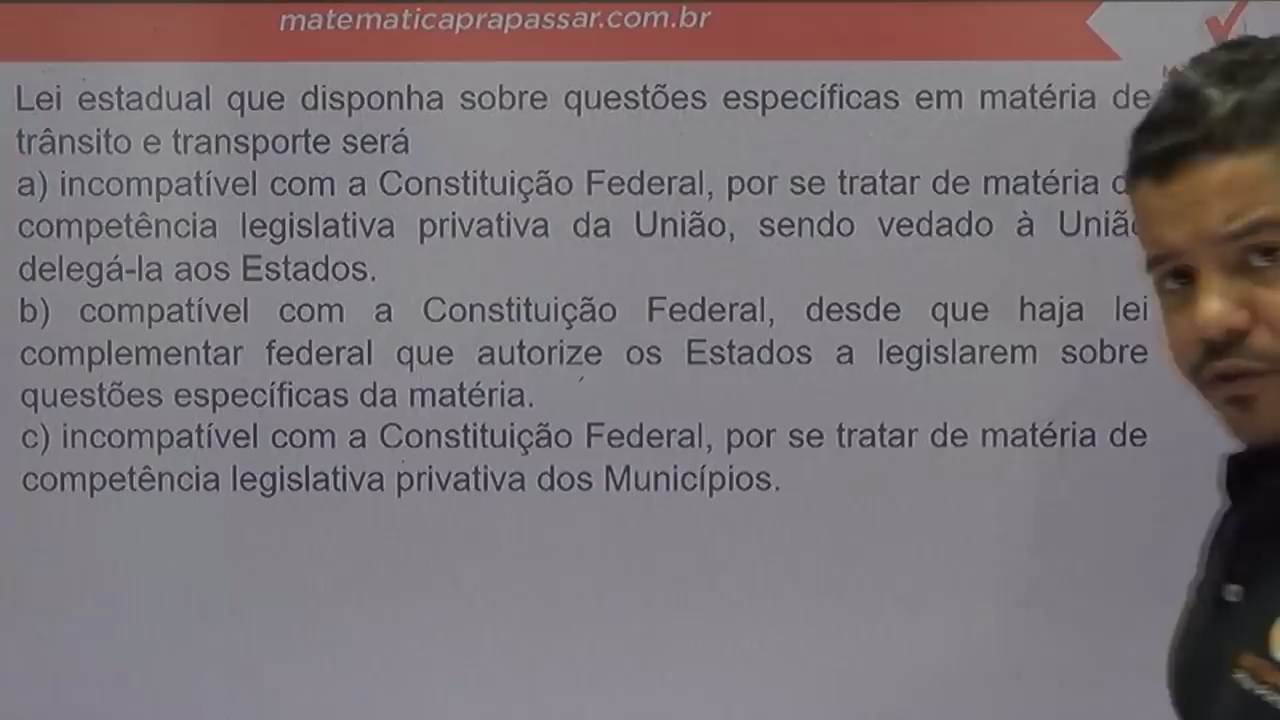 matematicaprapassar.com.br
Lei estadual que disponha sobre questões específicas em matéria de
trânsito e transporte será
a) incompatível com a Constituição Federal, por se tratar de matéria
competência legislativa privativa da União, sendo vedado à União
delegá-la aos Estados.
b) compatível com a Constituição Federal, desde que haja lei
complementar federal que autorize os Estados a legislarem sobre
questões específicas da matéria.
c) incompatível com a Constituição Federal, por se tratar de matéria de
competência legislativa privativa dos Municípios.